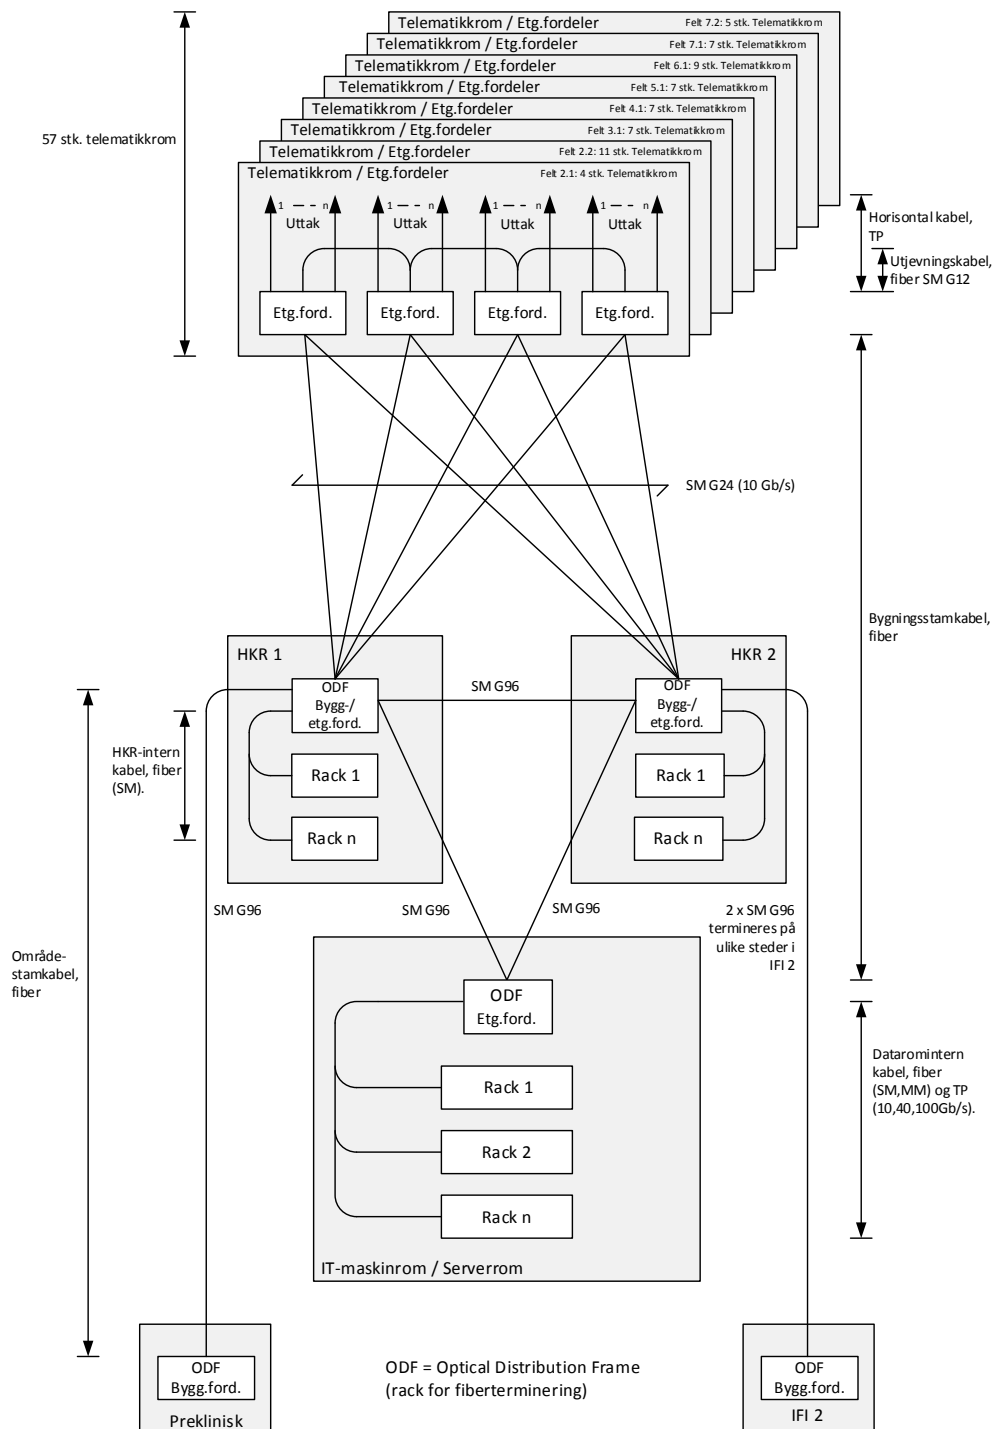 Telematikkrom / Etg.fordeler
Felt 7.2: 5 stk. Telematikkrom
Telematikkrom / Etg.fordeler
Felt 7.1: 7 stk. Telematikkrom
Telematikkrom / Etg.fordeler
Felt 6.1: 9 stk. Telematikkrom
Telematikkrom / Etg.fordeler
Felt 5.1: 7 stk. Telematikkrom
Telematikkrom / Etg.fordeler
Felt 4.1: 7 stk. Telematikkrom
Telematikkrom / Etg.fordeler
Felt 3.1: 7 stk. Telematikkrom
Telematikkrom / Etg.fordeler
Felt 2.2: 11 stk. Telematikkrom
Telematikkrom / Etg.fordeler
Felt 2.1: 4 stk. Telematikkrom
57 stk. telematikkrom
1 n
Uttak
1 n
Uttak
1 n
Uttak
1 n
Uttak
Horisontal kabel,
TP
Utjevningskabel,
fiber SM G12
Etg.ford.
Etg.ford.
Etg.ford.
Etg.ford.
SM G24 (10 Gb/s)
Bygningsstamkabel,
fiber
HKR 1
ODF
Bygg-/
etg.ford.
Rack 1
Rack n
SM G96
HKR 2
ODF
Bygg-/
etg.ford.
Rack 1
Rack n
HKR-intern
kabel, fiber
(SM).
SM G96
SM G96
SM G96
2 x SM G96
termineres på
ulike steder i
IFI 2
Område-
stamkabel,
fiber
ODF
Etg.ford.
Rack 1
Rack 2
Rack n
IT-maskinrom / Serverrom
Dataromintern
kabel, fiber
(SM,MM) og TP
(10,40,100Gb/s).
ODF
Bygg.ford.
Preklinisk
ODF = Optical Distribution Frame
(rack for fiberterminering)
ODF
Bygg.ford.
IFI 2